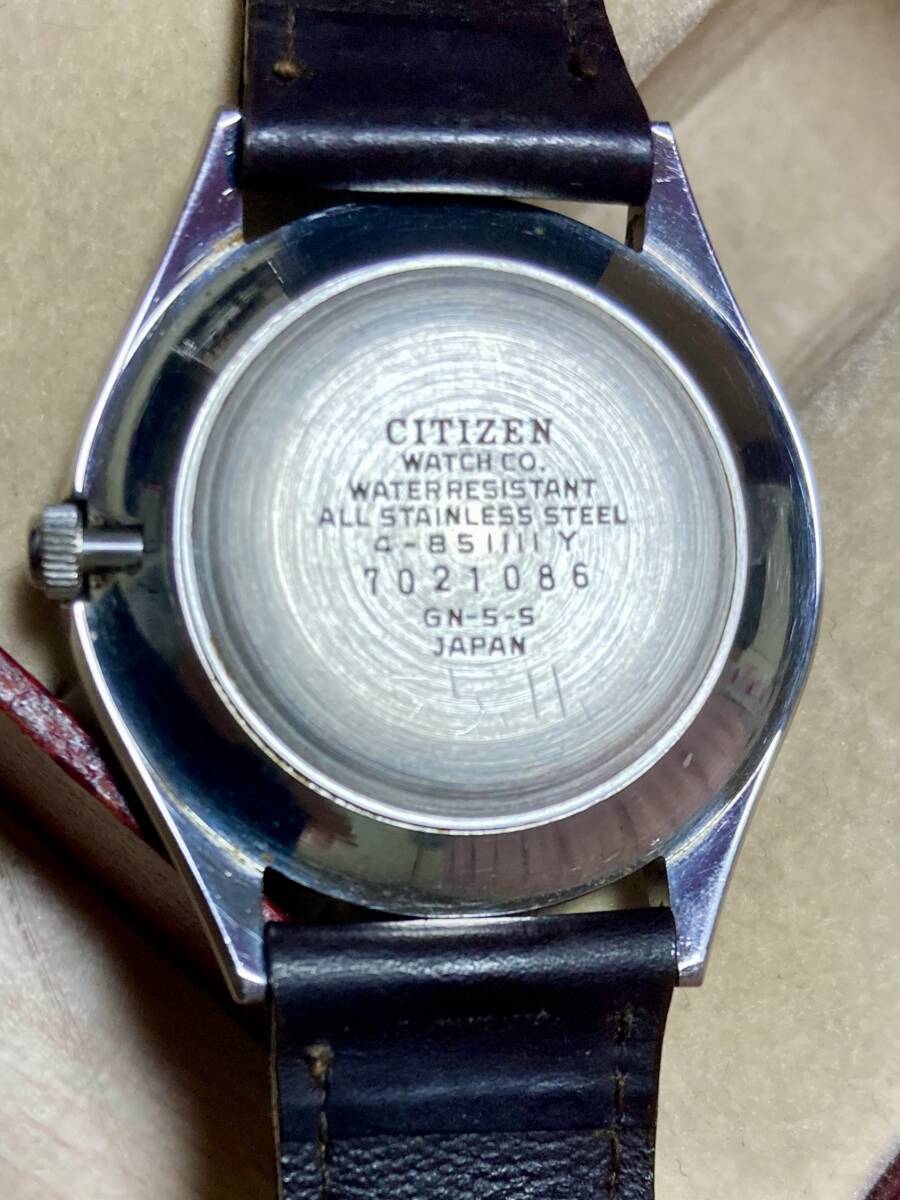 CITIZEN
WATCH CO.
WATER RESISTANT
ALL STAINLESS STEEL
4-851111 Y
7021086
GN-5-S
JAPAN